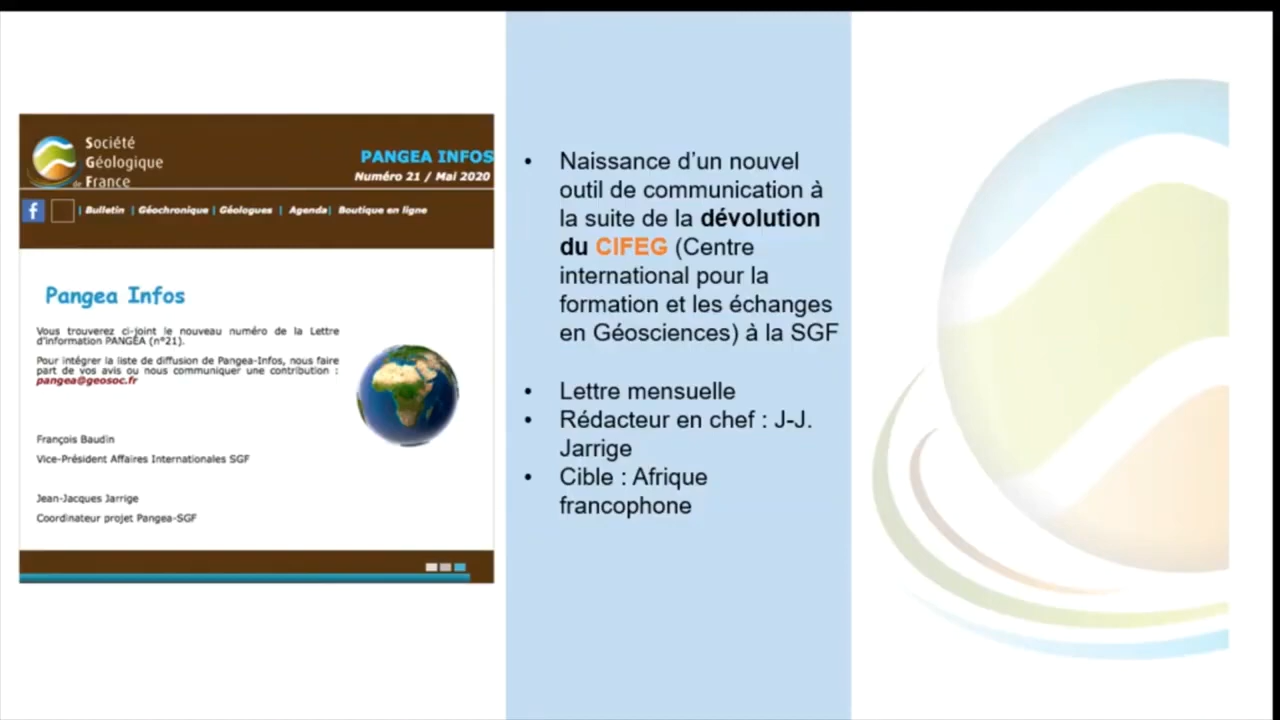 Société
Géologique
de France
PANGEA INFOS
Numéro 21 / Mai 2020
f | Bulletin | Géochronique | Géologues | Agenda | Boutique en ligne
Pangea Infos
Vous trouverez ci-joint le nouveau numéro de la Lettre
d'information PANGEA (n°21).
Pour intégrer la liste de diffusion de Pangea-Infos, nous faire
part de vos avis ou nous communiquer une contribution :
pangea@geosoc.fr
François Baudin
Vice-Président Affaires Internationales SGF
Jean-Jacques Jarrige
Coordinateur projet Pangea-SGF
• Naissance d’un nouvel
outil de communication à
la suite de la dévolution
du CIFEG (Centre
international pour la
formation et les échanges
en Géosciences) à la SGF
• Lettre mensuelle
• Rédacteur en chef : J-J.
Jarrige
• Cible : Afrique
francophone